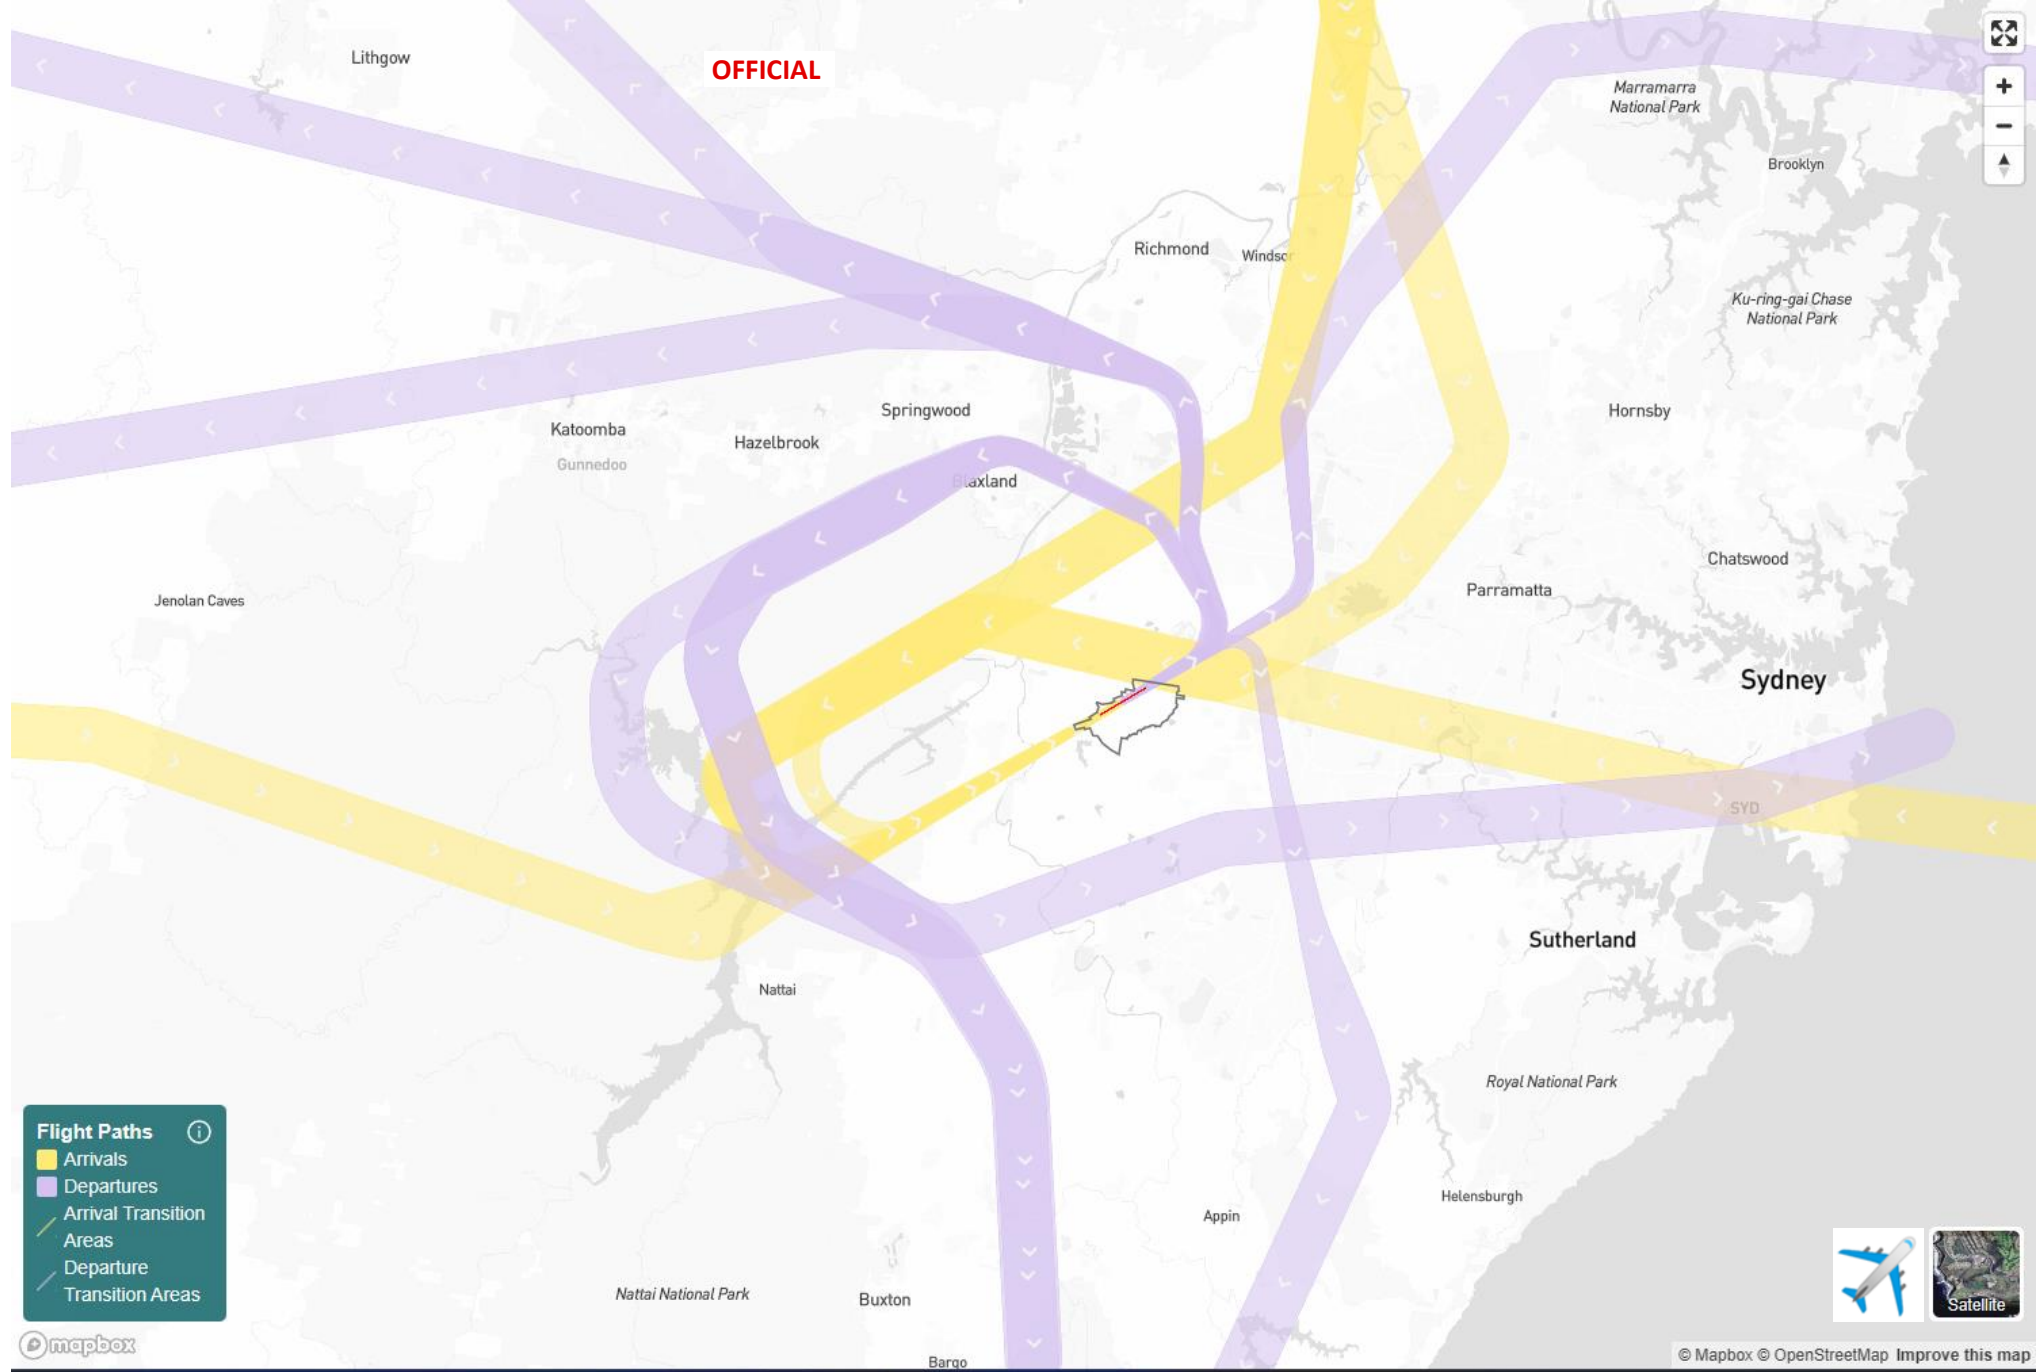 OFFICIAL
Lithgow
Marramarra
National Park
Brooklyn
Richmond
Windsor
Ku-ring-gai Chase
National Park
Springwood
Hornsby
Katoomba
Hazelbrook
Gunnedoo
Blaxland
Chatswood
Parramatta
Jenolan Caves
Sydney
SYD
Sutherland
Nattai
Royal National Park
Helensburgh
Appin
Nattai National Park
Buxton
Bargo
Flight Paths
Arrivals
Departures
Arrival Transition
Areas
Departure
Transition Areas
Satellite
mapbox
© Mapbox © OpenStreetMap Improve this map